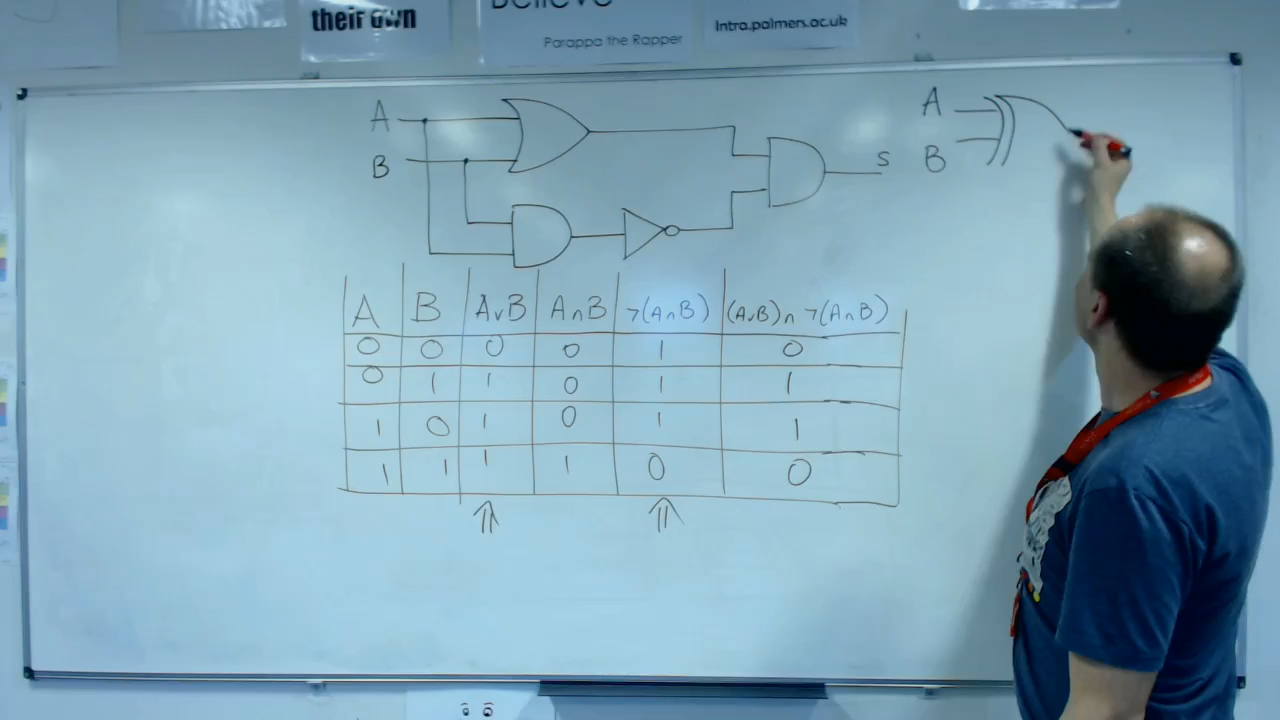 their own
Believe
Parappa the Rapper
Intra.palmers.ac.uk
A
B
S
A
B
A B A∨B A∩B ¬(A∩B) (A∨B)∩¬(A∩B)
0 0 0 0 1 0
0 1 1 0 1 1
1 0 1 0 1 1
1 1 1 1 0 0